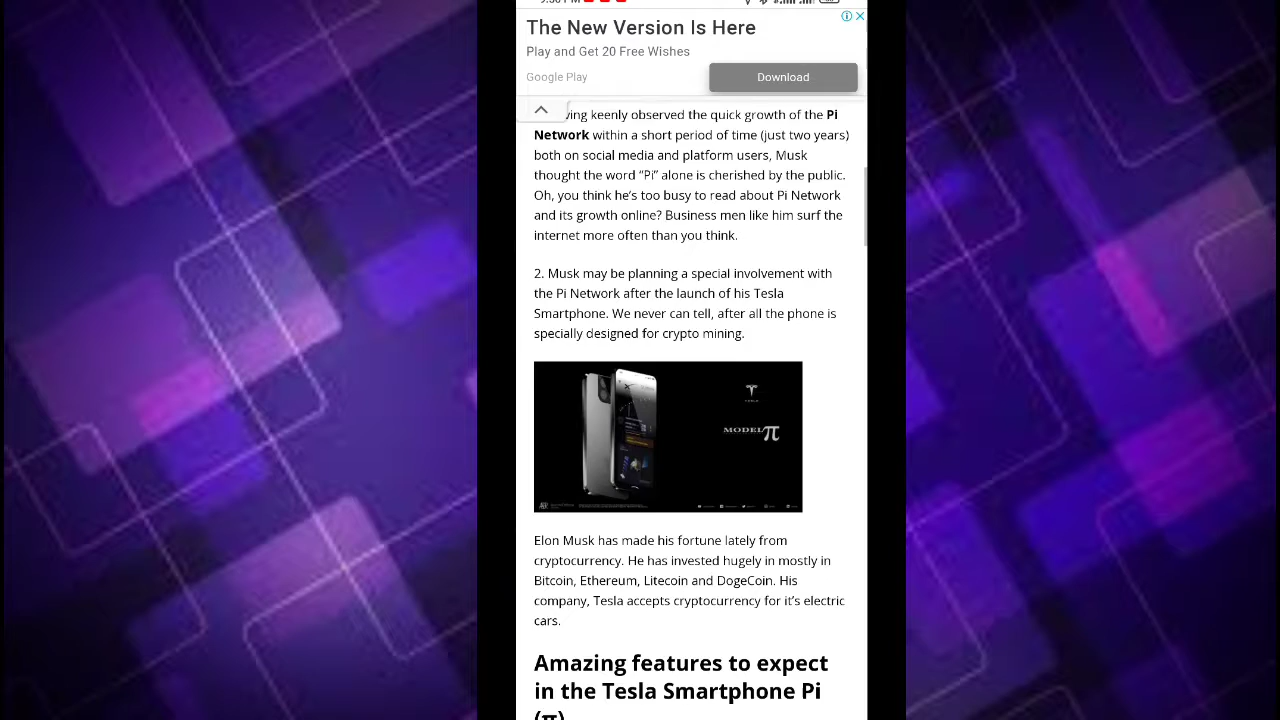 The New Version Is Here
Play and Get 20 Free Wishes
Google Play
Download
ving keenly observed the quick growth of the Pi
Network within a short period of time (just two years)
both on social media and platform users, Musk
thought the word “Pi” alone is cherished by the public.
Oh, you think he’s too busy to read about Pi Network
and its growth online? Business men like him surf the
internet more often than you think.
2. Musk may be planning a special involvement with
the Pi Network after the launch of his Tesla
Smartphone. We never can tell, after all the phone is
specially designed for crypto mining.
MODEL π
Elon Musk has made his fortune lately from
cryptocurrency. He has invested hugely in mostly in
Bitcoin, Ethereum, Litecoin and DogeCoin. His
company, Tesla accepts cryptocurrency for it’s electric
cars.
Amazing features to expect
in the Tesla Smartphone Pi
(π)